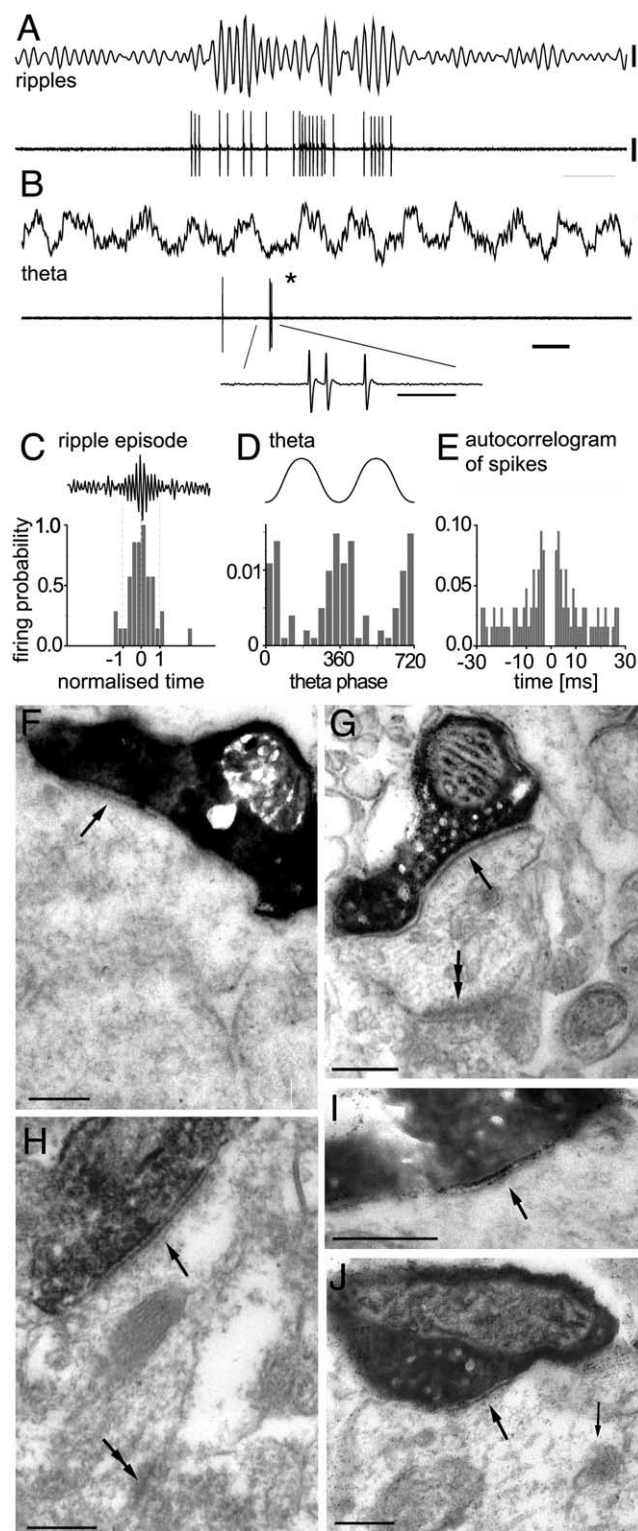 A
ripples
B
theta
*
C ripple episode
D theta
E autocorrelogram
of spikes
firing probability
1.0
0.5
0.0
-1 0 1
normalised time
0.01
0
0 360 720
theta phase
0.10
0.05
0.00
-30 -10 0 10 30
time [ms]
F
G
H
I
J